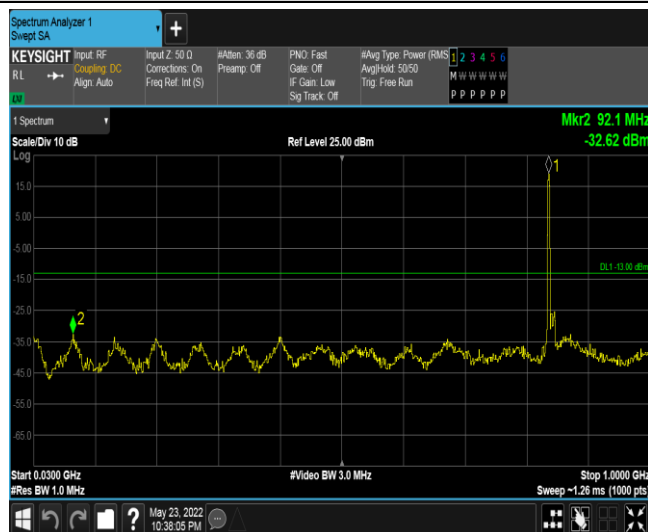 Spectrum Analyzer 1
Swept SA
+
KEYSIGHT
RL
Input: RF
Coupling: DC
Align: Auto
Input Z: 50 Ω
Corrections: On
Freq Ref: Int (S)
#Atten: 36 dB
Preamp: Off
PNO: Fast
Gate: Off
IF Gain: Low
Sig Track: Off
#Avg Type: Power (RMS
Avg|Hold: 50/50
Trig: Free Run
1 2 3 4 5 6
M W W W W W
P P P P P P
1 Spectrum
Scale/Div 10 dB
Ref Level 25.00 dBm
Mkr2 92.1 MHz
-32.62 dBm
Log
15.0
5.00
-5.00
-15.0
-25.0
-35.0
-45.0
-55.0
-65.0
1
2
DL1 -13.00 dBm
Start 0.0300 GHz
#Video BW 3.0 MHz
Stop 1.0000 GHz
#Res BW 1.0 MHz
Sweep ~1.26 ms (1000 pts)
?
May 23, 2022
10:38:05 PM